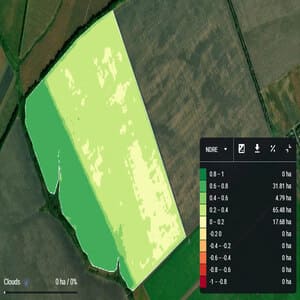 NDRE
0.8 – 1 0 ha
0.6 – 0.8 31.81 ha
0.4 – 0.6 4.79 ha
0.2 – 0.4 65.48 ha
0 – 0.2 17.68 ha
-0.2 0 0 ha
-0.4 – -0.2 0 ha
-0.6 – -0.4 0 ha
-0.8 – -0.6 0 ha
-1 – -0.8 0 ha
Clouds 0 ha / 0%